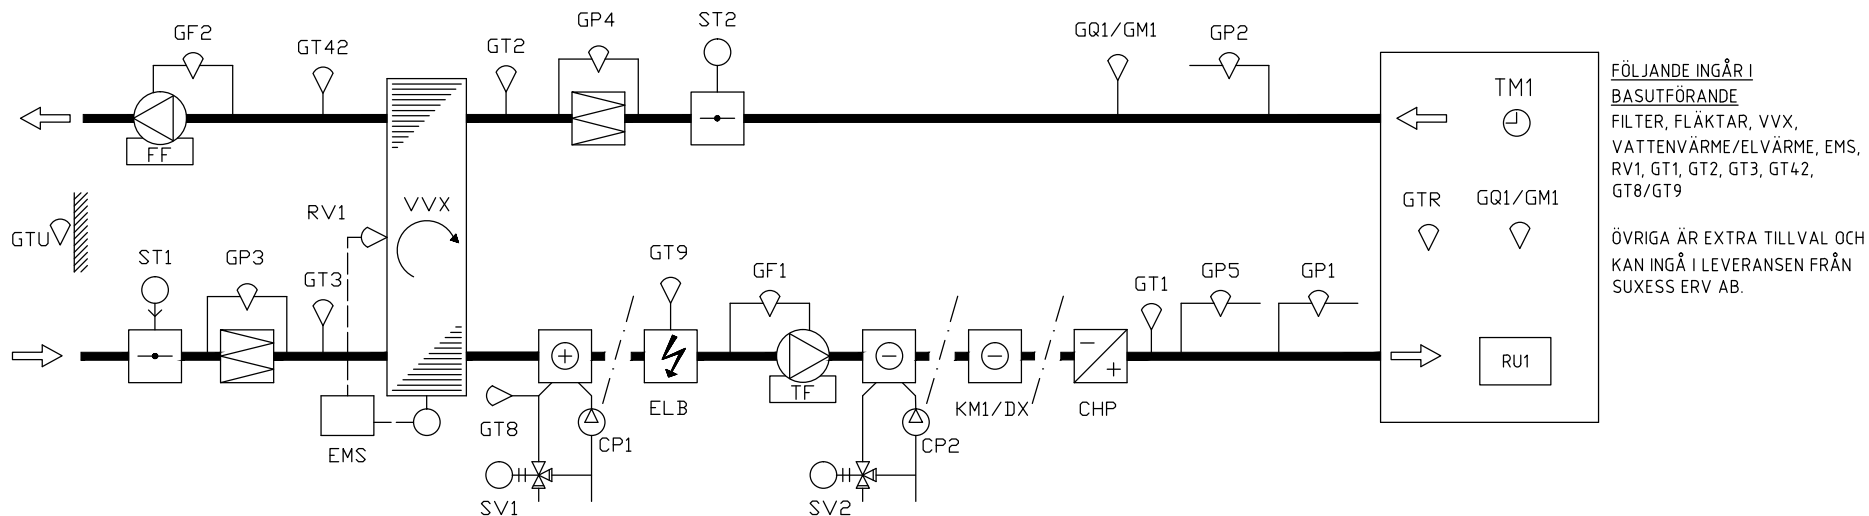 GF2
GT42
GT2
GP4
ST2
GQ1/GM1
GP2
FF
TM1
FÖLJANDE INGÅR I
BASUTFÖRANDE
FILTER, FLÄKTAR, VVX,
VATTENVÄRME/ELVÄRME, EMS,
RV1, GT1, GT2, GT3, GT42,
GT8/GT9
ÖVRIGA ÄR EXTRA TILLVAL OCH
KAN INGÅ I LEVERANSEN FRÅN
SUXESS ERV AB.
GTU
RV1
VVX
GTR
GQ1/GM1
ST1
GP3
GT3
GT9
GF1
GT1
GP5
GP1
TF
RU1
EMS
GT8
CP1
ELB
CP2
KM1/DX
CHP
SV1
SV2